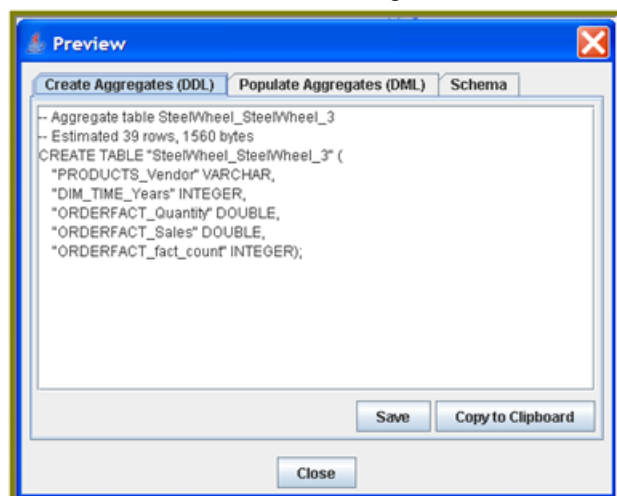 Preview
Create Aggregates (DDL) Populate Aggregates (DML) Schema
-- Aggregate table SteelWheel_SteelWheel_3
-- Estimated 39 rows, 1560 bytes
CREATE TABLE "SteelWheel_SteelWheel_3" (
"PRODUCTS_Vendor" VARCHAR,
"DIM_TIME_Years" INTEGER,
"ORDERFACT_Quantity" DOUBLE,
"ORDERFACT_Sales" DOUBLE,
"ORDERFACT_fact_count" INTEGER);
Save Copy to Clipboard
Close